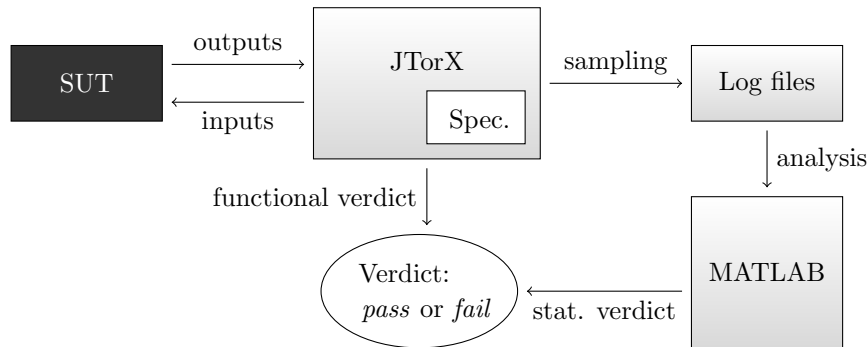 outputs
SUT
inputs
JTorX
Spec.
sampling
Log files
analysis
functional verdict
MATLAB
Verdict:
pass or fail
stat. verdict